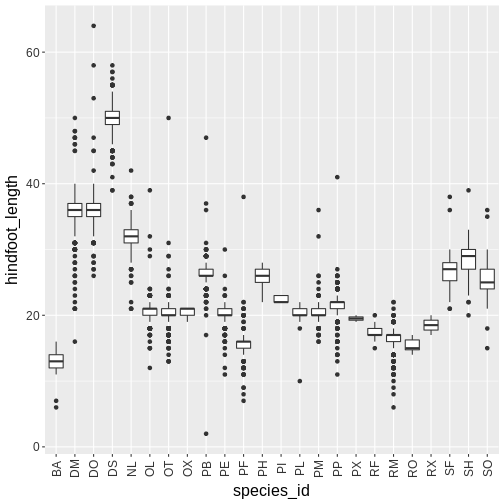 hindfoot_length
60
40
20
0
BA DM DO DS NL OL OT OX PB PE PF PH PI PL PM PP PX RF RM RO RX SF SH SO
species_id